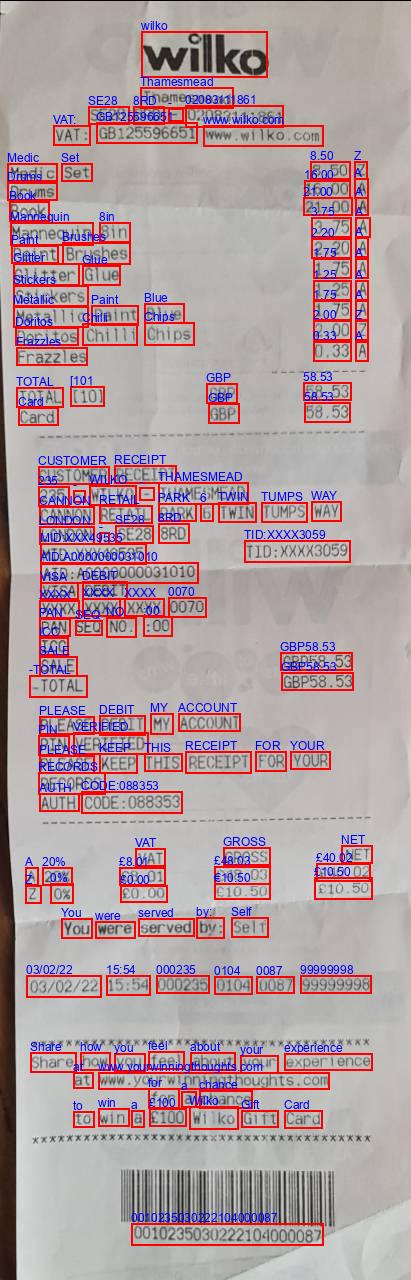 wilko
Thamesmead
SE28 8RD - 02083111861
VAT: GB125596651 www.wilko.com
Medic Set 8.50 Z
Drums 16.00 A
Book 21.00 A
Mannequin 8in 3.75 A
Paint Brushes 2.20 A
Glitter Glue 1.75 A
Stickers 1.25 A
Metallic Paint Blue 1.75 A
Doritos Chilli Chips 2.00 Z
Frazzles 0.33 A
TOTAL [10] GBP 58.53
Card GBP 58.53
CUSTOMER RECEIPT
235 - WILKO - THAMESMEAD
CANNON RETAIL PARK 6 TWIN TUMPS WAY
LONDON - SE28 8RD
MID:XXX49535 TID:XXXX3059
AID:A0000000031010
VISA DEBIT
XXXX XXXX XXXX 0070
PAN SEQ NO. :00
ICC
SALE GBP58.53
-TOTAL GBP58.53
PLEASE DEBIT MY ACCOUNT
PIN VERIFIED
PLEASE KEEP THIS RECEIPT FOR YOUR
RECORDS
AUTH CODE:088353
VAT GROSS NET
A 20% £8.01 £48.03 £40.02
Z 0% £0.00 £10.50 £10.50
You were served by: Self
03/02/22 15:54 000235 0104 0087 99999998
Share how you feel about your experience
at www.yourwinningthoughts.com
for a chance
to win a £100 Wilko Gift Card
00102350302221040000​87